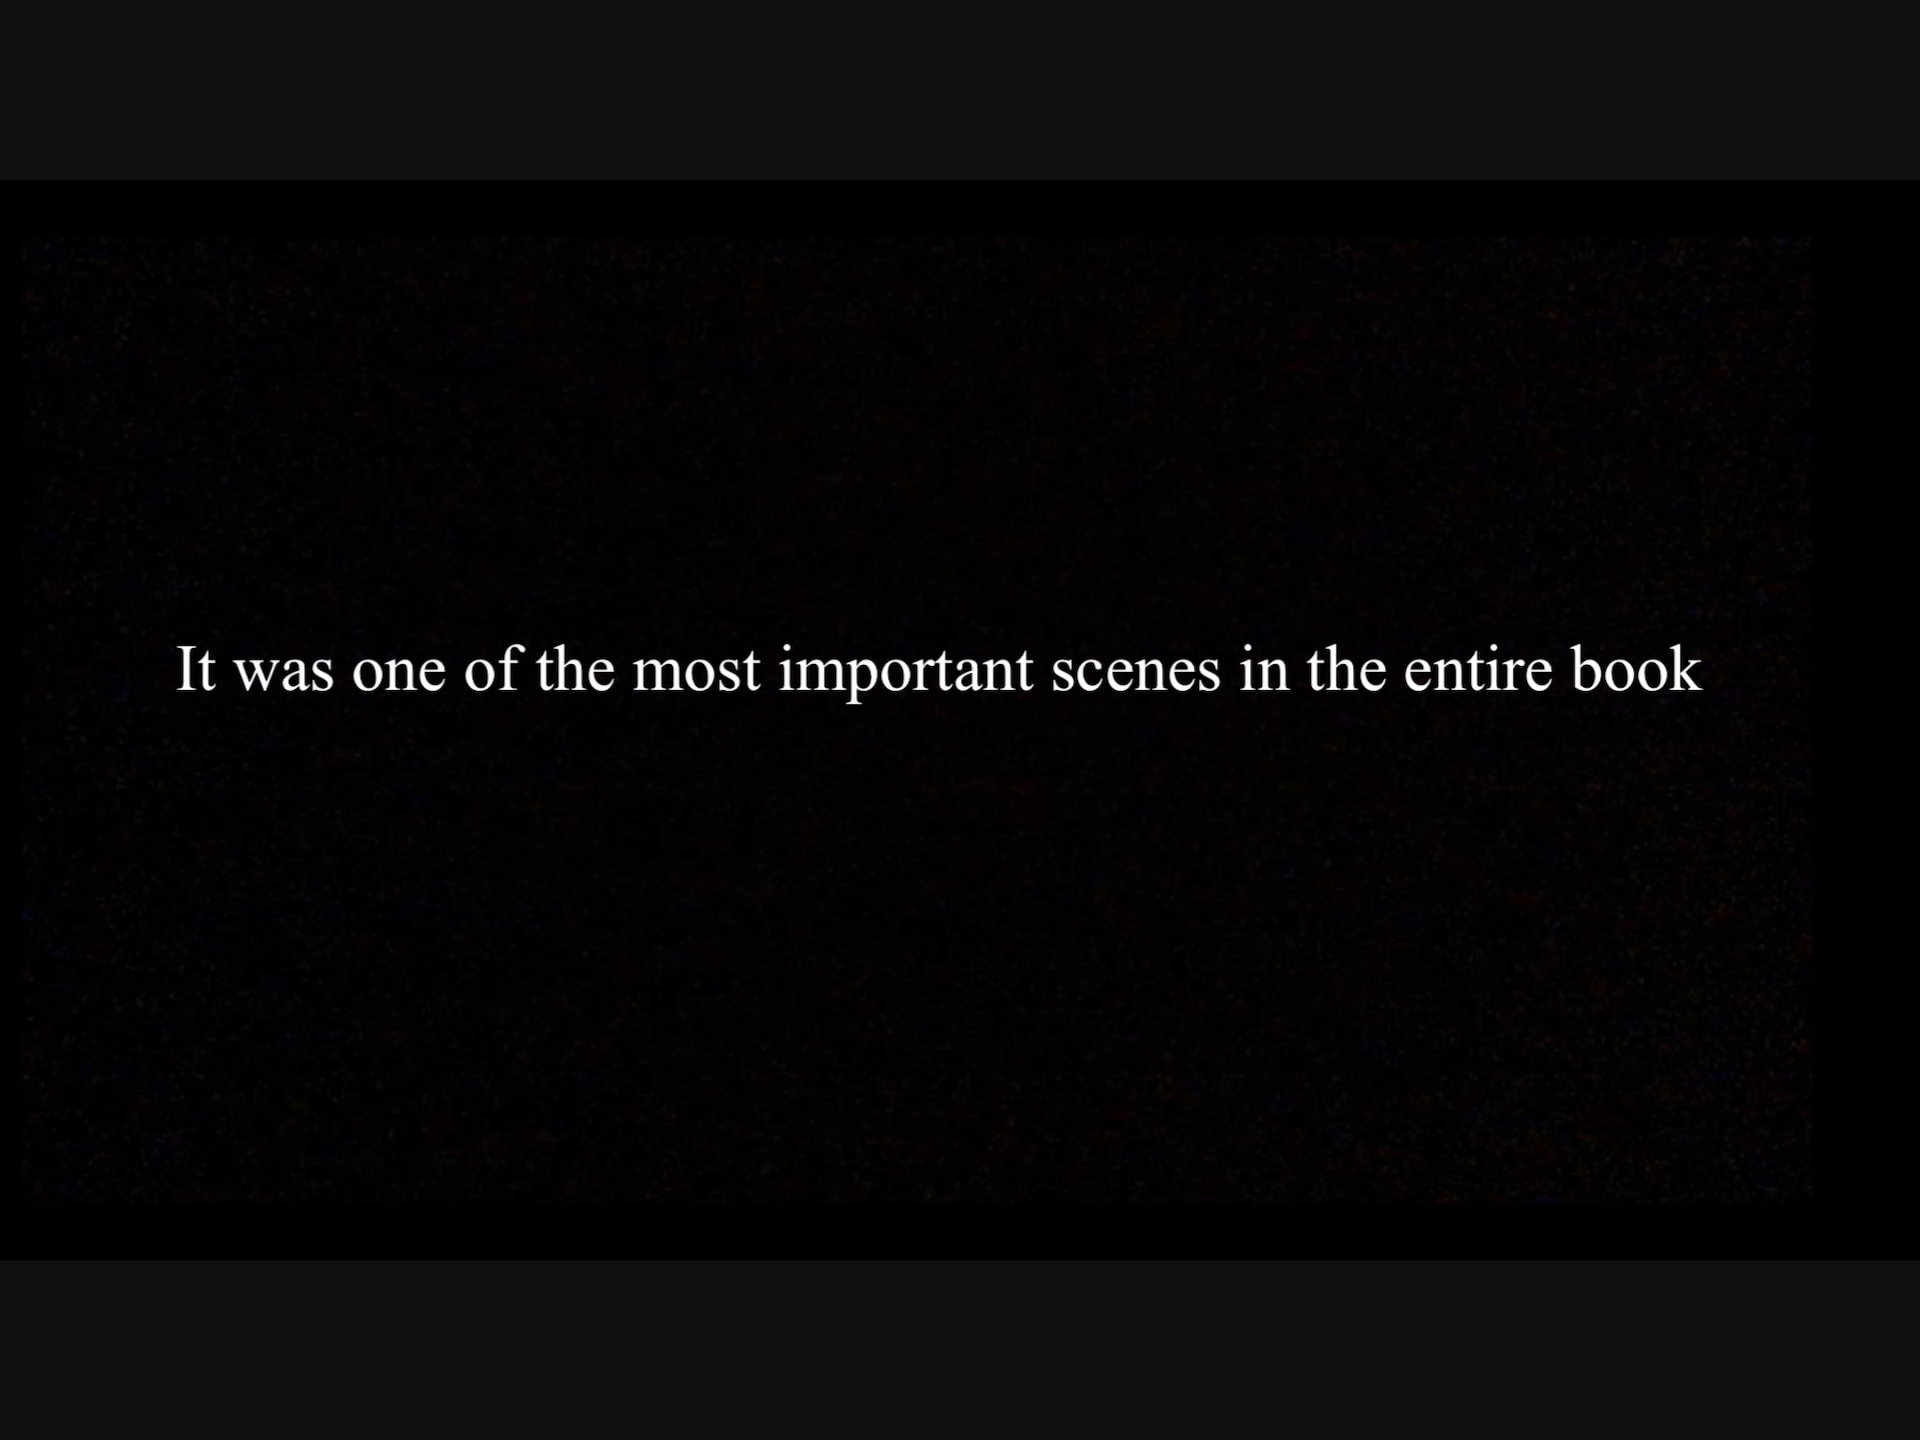 It was one of the most important scenes in the entire book